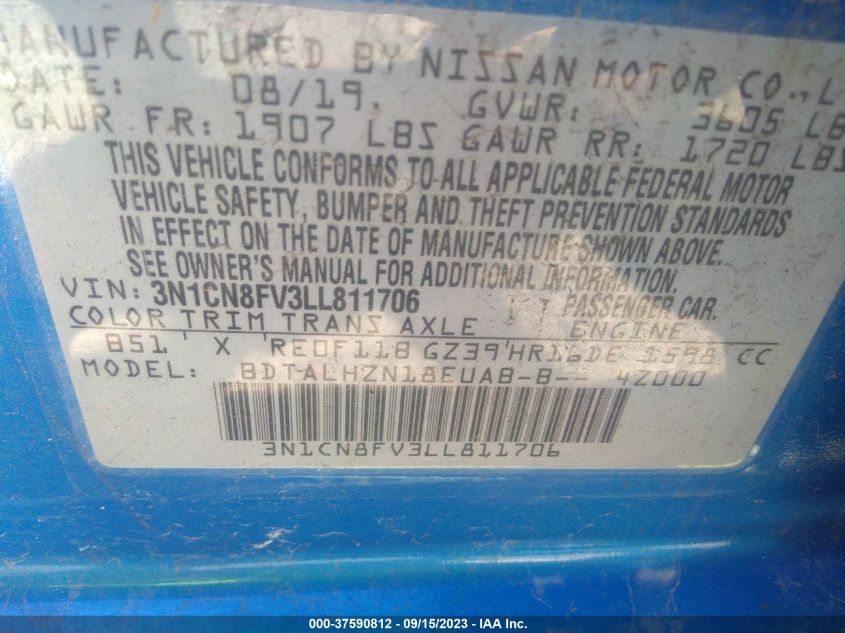 MANUFACTURED BY NISSAN MOTOR CO., L
DATE: 08/19. GVWR: 3605 LB
GAWR FR: 1907 LBS GAWR RR: 1720 LBS
THIS VEHICLE CONFORMS TO ALL APPLICABLE FEDERAL MOTOR
VEHICLE SAFETY, BUMPER AND THEFT PREVENTION STANDARDS
IN EFFECT ON THE DATE OF MANUFACTURE SHOWN ABOVE.
SEE OWNER'S MANUAL FOR ADDITIONAL INFORMATION.
VIN: 3N1CN8FV3LL811706 PASSENGER CAR.
COLOR TRIM TRANS AXLE ENGINE
B51 X RE0F11B GZ39 HR16DE 1598 CC
MODEL: BDTALHZN18EUAB-B-- 4Z000
3N1CN8FV3LL811706
000-37590812 - 09/15/2023 - IAA Inc.